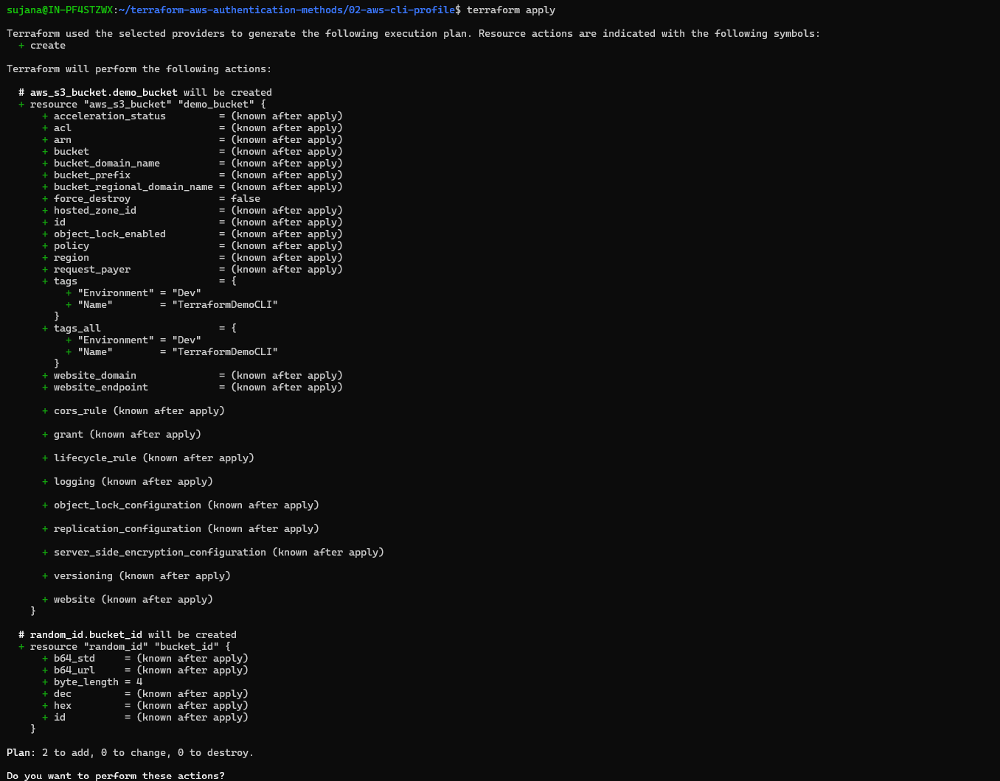 sujana@IN-PF4STZWX:~/terraform-aws-authentication-methods/02-aws-cli-profile$ terraform apply
Terraform used the selected providers to generate the following execution plan. Resource actions are indicated with the following symbols:
+ create
Terraform will perform the following actions:
# aws_s3_bucket.demo_bucket will be created
+ resource "aws_s3_bucket" "demo_bucket" {
+ acceleration_status = (known after apply)
+ acl = (known after apply)
+ arn = (known after apply)
+ bucket = (known after apply)
+ bucket_domain_name = (known after apply)
+ bucket_prefix = (known after apply)
+ bucket_regional_domain_name = (known after apply)
+ force_destroy = false
+ hosted_zone_id = (known after apply)
+ id = (known after apply)
+ object_lock_enabled = (known after apply)
+ policy = (known after apply)
+ region = (known after apply)
+ request_payer = (known after apply)
+ tags = {
+ "Environment" = "Dev"
+ "Name" = "TerraformDemoCLI"
}
+ tags_all = {
+ "Environment" = "Dev"
+ "Name" = "TerraformDemoCLI"
}
+ website_domain = (known after apply)
+ website_endpoint = (known after apply)
+ cors_rule (known after apply)
+ grant (known after apply)
+ lifecycle_rule (known after apply)
+ logging (known after apply)
+ object_lock_configuration (known after apply)
+ replication_configuration (known after apply)
+ server_side_encryption_configuration (known after apply)
+ versioning (known after apply)
+ website (known after apply)
}
# random_id.bucket_id will be created
+ resource "random_id" "bucket_id" {
+ b64_std = (known after apply)
+ b64_url = (known after apply)
+ byte_length = 4
+ dec = (known after apply)
+ hex = (known after apply)
+ id = (known after apply)
}
Plan: 2 to add, 0 to change, 0 to destroy.
Do you want to perform these actions?